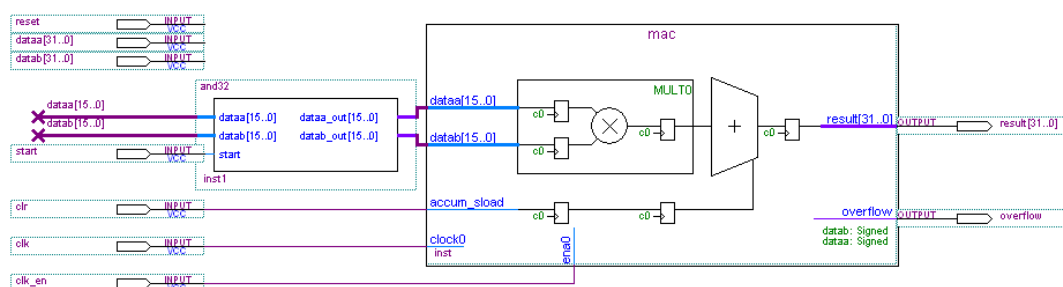 reset INPUT VCC
dataa[31..0] INPUT VCC
datab[31..0] INPUT VCC
mac
and32
dataa[15..0]
datab[15..0]
dataa[15..0] dataa_out[15..0]
datab[15..0] datab_out[15..0]
start
inst1
start INPUT VCC
dataa[15..0]
datab[15..0]
MULT0
c0
c0
c0
c0
+
result[31..0] OUTPUT result[31..0]
clr INPUT VCC
accum_sload
c0
c0
overflow OUTPUT overflow
datab: Signed
dataa: Signed
clk INPUT VCC
clock0
inst
ena0
clk_en INPUT VCC